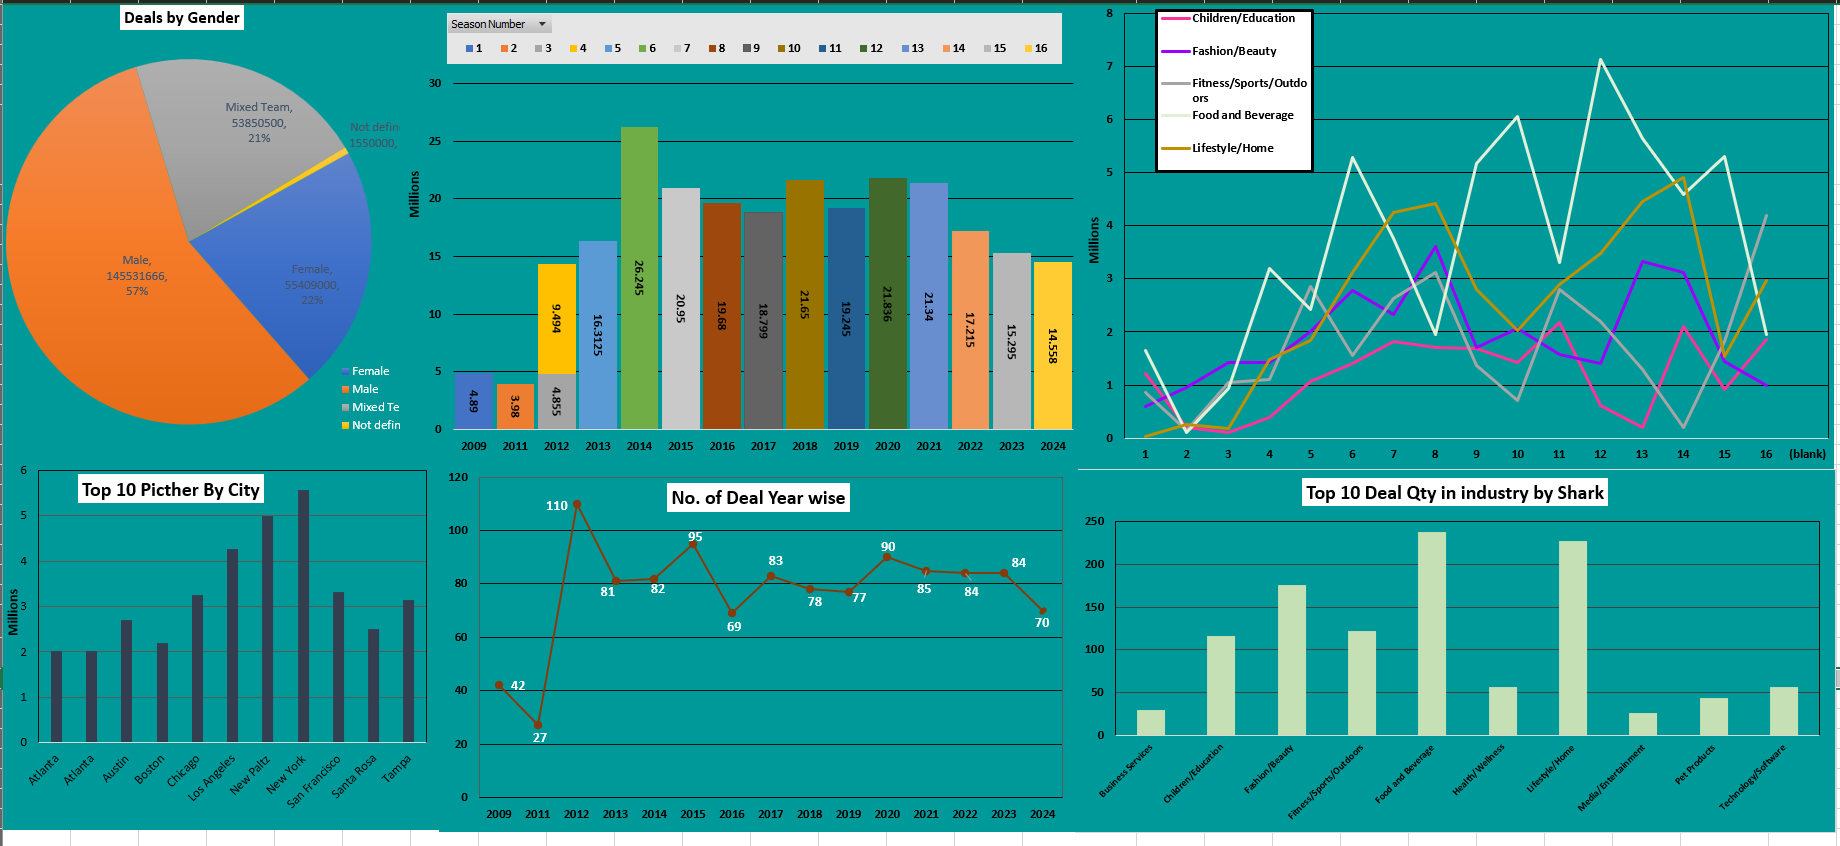 Deals by Gender
Mixed Team,
53850500,
21%
Not defin
1550000,
Male,
145531666,
57%
Female,
55409000,
22%
Female
Male
Mixed Te
Not defin
Season Number
1 2 3 4 5 6 7 8 9 10 11 12 13 14 15 16
Millions
30
25
20
15
10
5
0
4.89
3.98
9.494
4.855
16.3125
26.245
20.95
19.68
18.799
21.65
19.245
21.836
21.34
17.215
15.295
14.558
2009 2011 2012 2013 2014 2015 2016 2017 2018 2019 2020 2021 2022 2023 2024
Children/Education
Fashion/Beauty
Fitness/Sports/Outdo
ors
Food and Beverage
Lifestyle/Home
Millions
8
7
6
5
4
3
2
1
0
1 2 3 4 5 6 7 8 9 10 11 12 13 14 15 16 (blank)
Top 10 Picther By City
Millions
6
5
4
3
2
1
0
Atlanta
Atlanta
Austin
Boston
Chicago
Los Angeles
New Paltz
New York
San Francisco
Santa Rosa
Tampa
No. of Deal Year wise
120
100
80
60
40
20
0
42
27
110
81
82
95
69
83
78
77
90
85
84
84
70
2009 2011 2012 2013 2014 2015 2016 2017 2018 2019 2020 2021 2022 2023 2024
Top 10 Deal Qty in industry by Shark
250
200
150
100
50
0
Business Services
Children/Education
Fashion/Beauty
Fitness/Sports/Outdoors
Food and Beverage
Health/Wellness
Lifestyle/Home
Media/Entertainment
Pet Products
Technology/Software